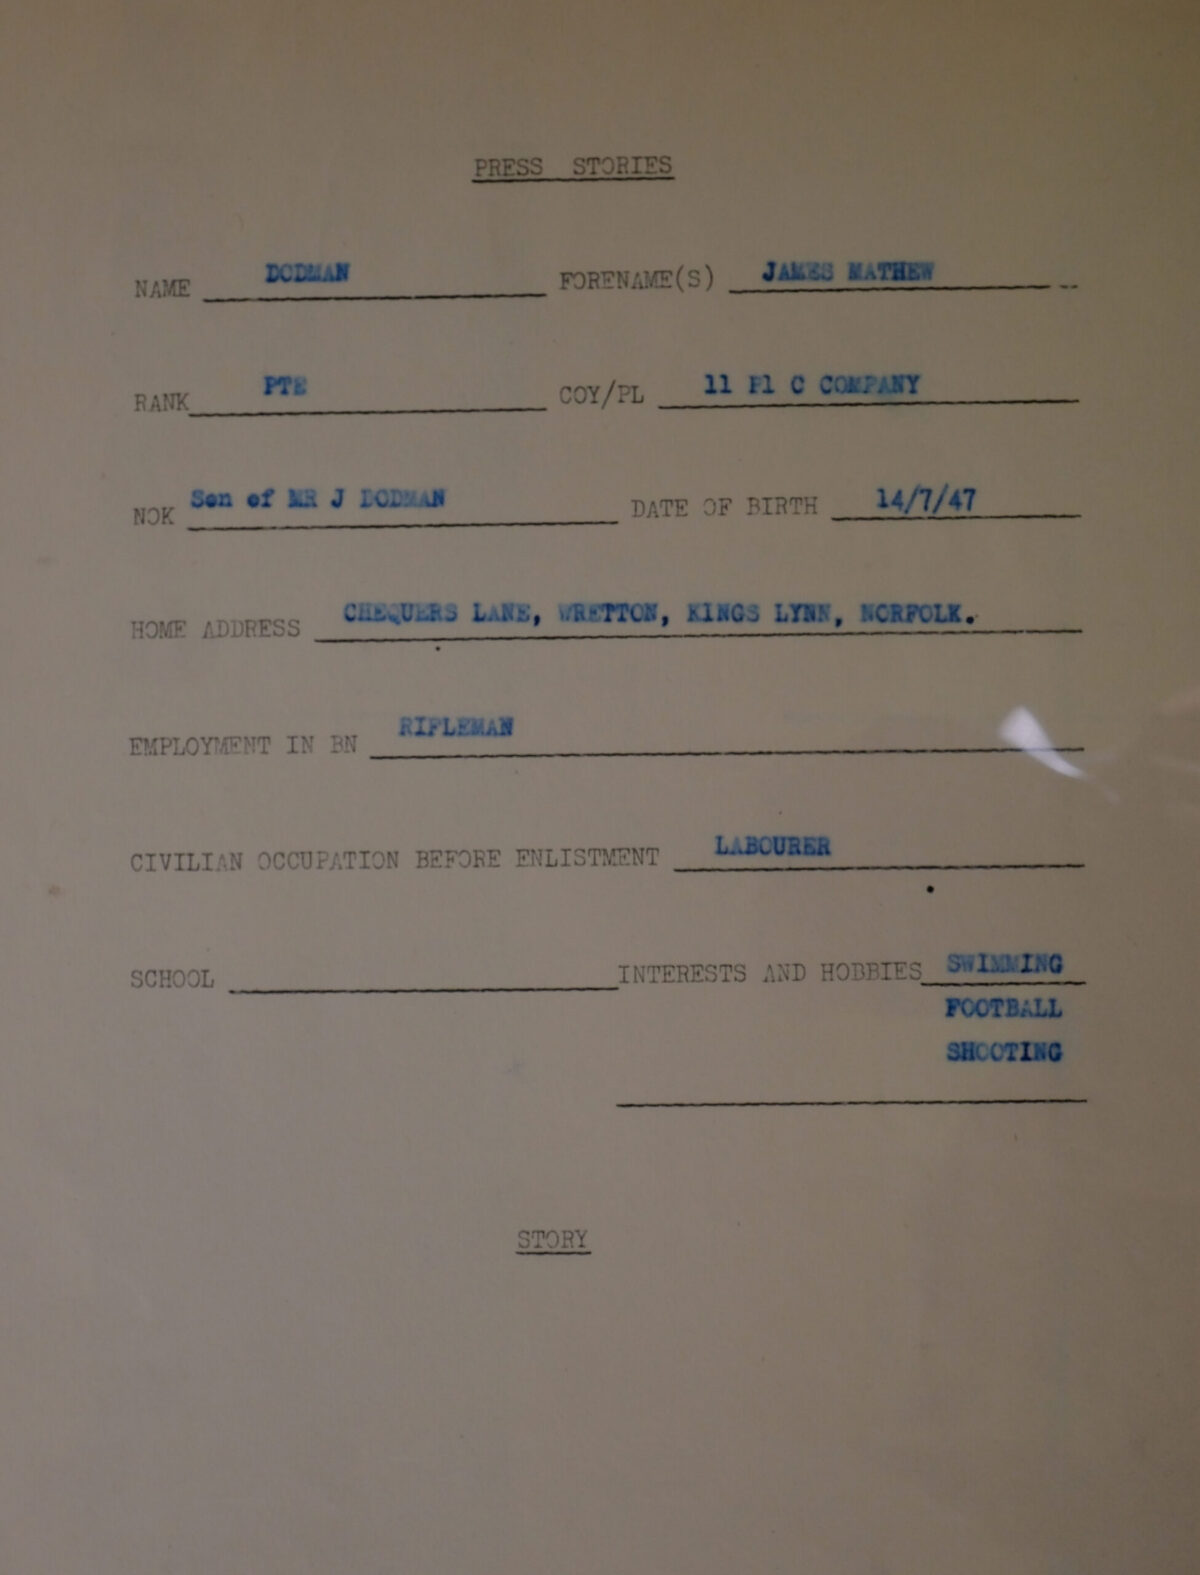 PRESS STORIES
NAME DODMAN FORENAME(S) JAMES MATHEW
RANK PTE COY/PL 11 Pl C COMPANY
NOK Son of MR J DODMAN DATE OF BIRTH 14/7/47
HOME ADDRESS CHEQUERS LANE, WRETTON, KINGS LYNN, NORFOLK.
EMPLOYMENT IN BN RIFLEMAN
CIVILIAN OCCUPATION BEFORE ENLISTMENT LABOURER
SCHOOL INTERESTS AND HOBBIES SWIMMING
FOOTBALL
SHOOTING
STORY